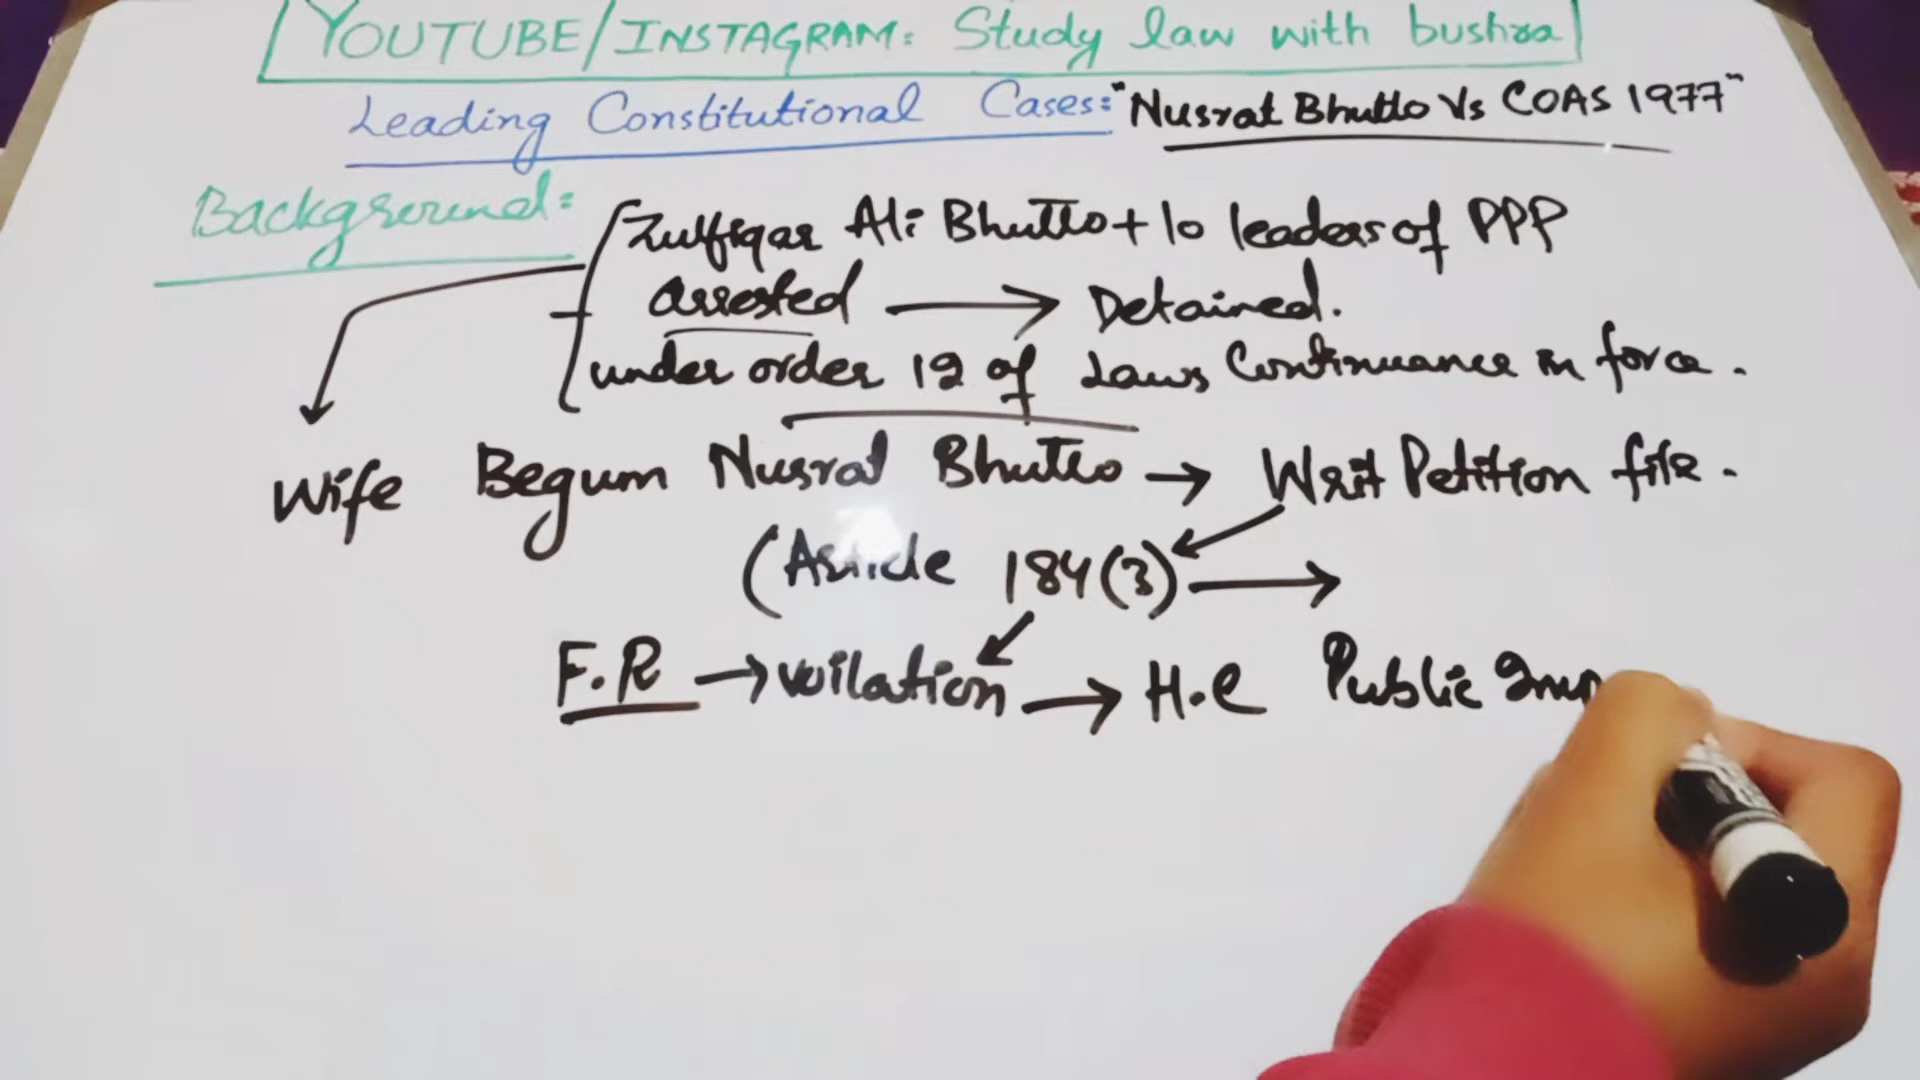 YOUTUBE/INSTAGRAM: Study law with bushra
Leading Constitutional Cases: "Nusrat Bhutto Vs COAS 1977"
Background:
Zulfiqar Ali Bhutto + 10 leaders of PPP
arrested → Detained.
under order 12 of Laws Continuance in force.
Wife Begum Nusrat Bhutto → Writ Petition file.
(Article 184(3) →
F.R → voilation → H.C Public Imp